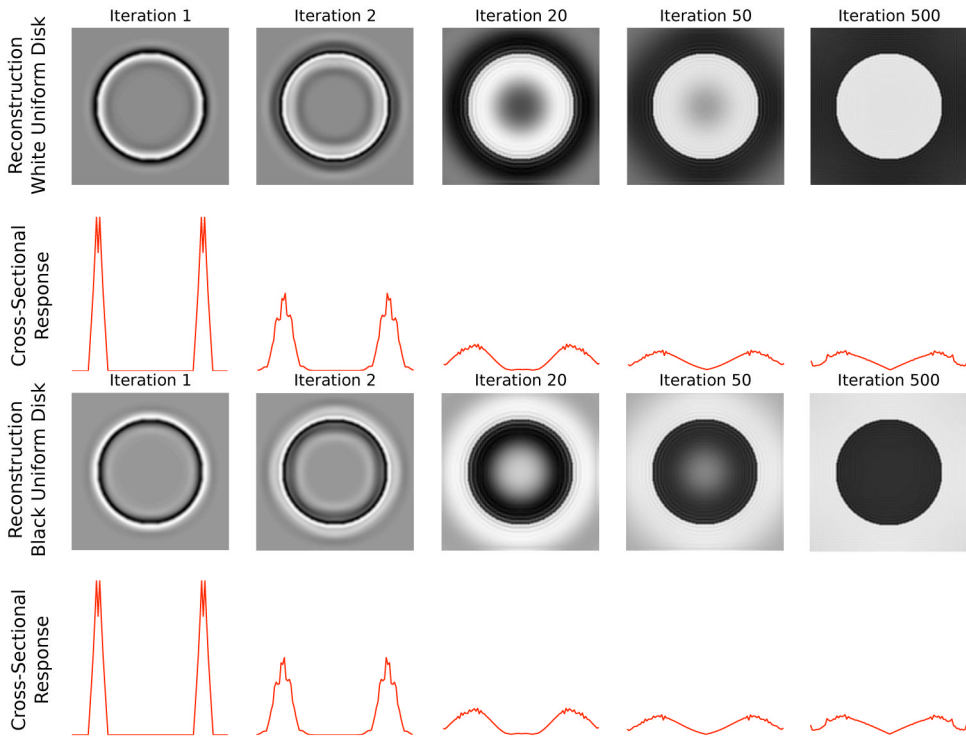 Iteration 1
Iteration 2
Iteration 20
Iteration 50
Iteration 500
Reconstruction
White Uniform Disk
Cross-Sectional
Response
Iteration 1
Iteration 2
Iteration 20
Iteration 50
Iteration 500
Reconstruction
Black Uniform Disk
Cross-Sectional
Response